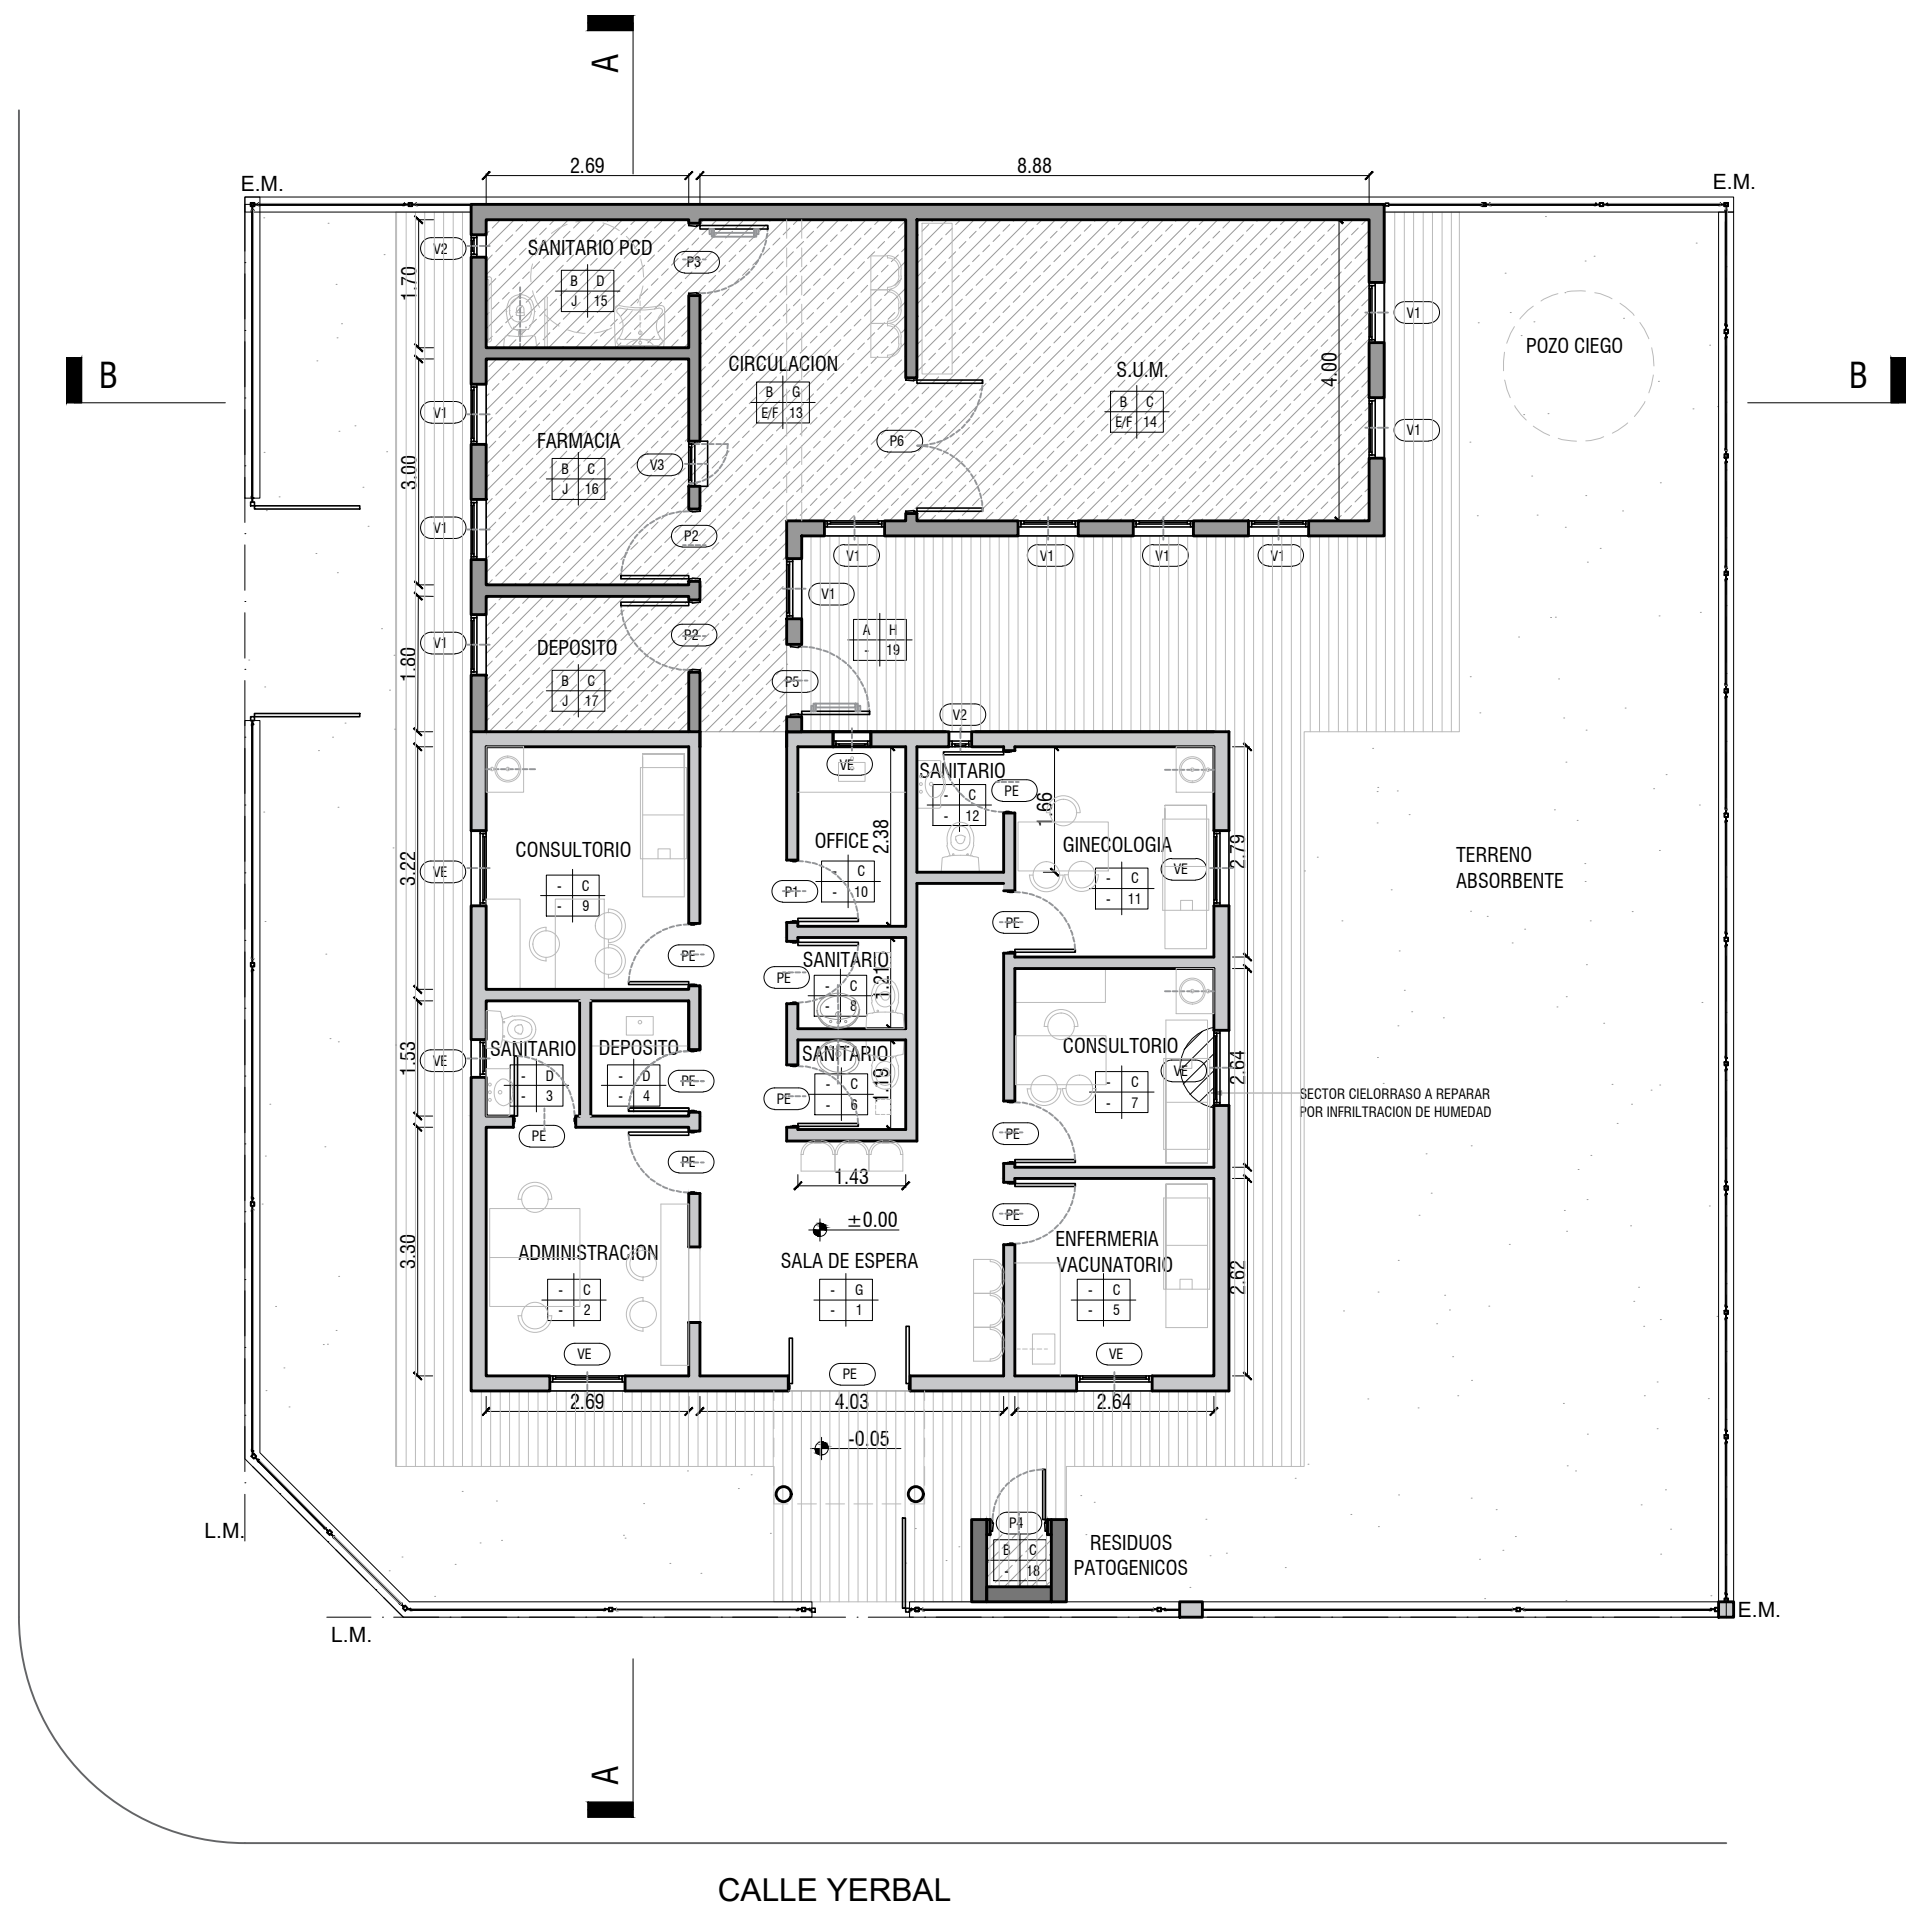 A
2.69
8.88
E.M.
E.M.
V2
1.70
SANITARIO PCD
B D
J 15
P3
CIRCULACION
B G
E/F 13
S.U.M.
B C
E/F 14
4.00
V1
V1
POZO CIEGO
B
B
V1
3.00
FARMACIA
B C
J 16
V3
P6
V1
P2
V1
V1
V1
V1
V1
V1
1.80
DEPOSITO
B C
J 17
P2
A H
- 19
P5
V2
VE
SANITARIO
- C
- 12
PE
1.66
OFFICE
- C
- 10
2.38
P1
GINECOLOGIA
- C
- 11
VE
2.79
CONSULTORIO
- C
- 9
3.22
VE
TERRENO
ABSORBENTE
PE
PE
PE
SANITARIO
- C
- 8
1.21
SANITARIO
- D
- 3
1.53
VE
DEPOSITO
- D
- 4
PE
SANITARIO
- C
- 6
1.19
PE
CONSULTORIO
- C
- 7
VE
2.64
SECTOR CIELORRASO A REPARAR
POR INFRILTRACION DE HUMEDAD
PE
PE
PE
1.43
PE
±0.00
3.30
ADMINISTRACION
- C
- 2
SALA DE ESPERA
- G
- 1
ENFERMERIA
VACUNATORIO
- C
- 5
2.62
VE
PE
VE
2.69
4.03
2.64
-0.05
L.M.
P4
B C
- 18
RESIDUOS
PATOGENICOS
L.M.
E.M.
A
CALLE YERBAL